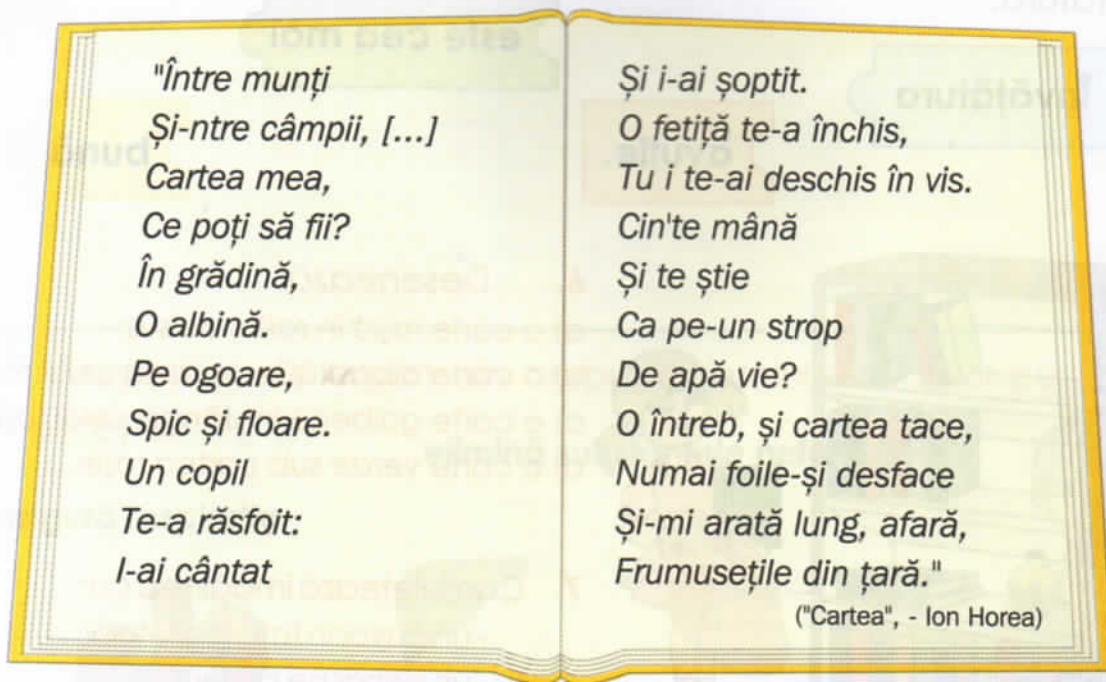 "Între munți
Și-ntre câmpii, [...]
Cartea mea,
Ce poți să fii?
În grădină,
O albină.
Pe ogoare,
Spic și floare.
Un copil
Te-a răsfoit:
I-ai cântat
Și i-ai șoptit.
O fetiță te-a închis,
Tu i te-ai deschis în vis.
Cin'te mână
Și te știe
Ca pe-un strop
De apă vie?
O întreb, și cartea tace,
Numai foile-și desface
Și-mi arată lung, afară,
Frumusețile din țară."
("Cartea", - Ion Horea)